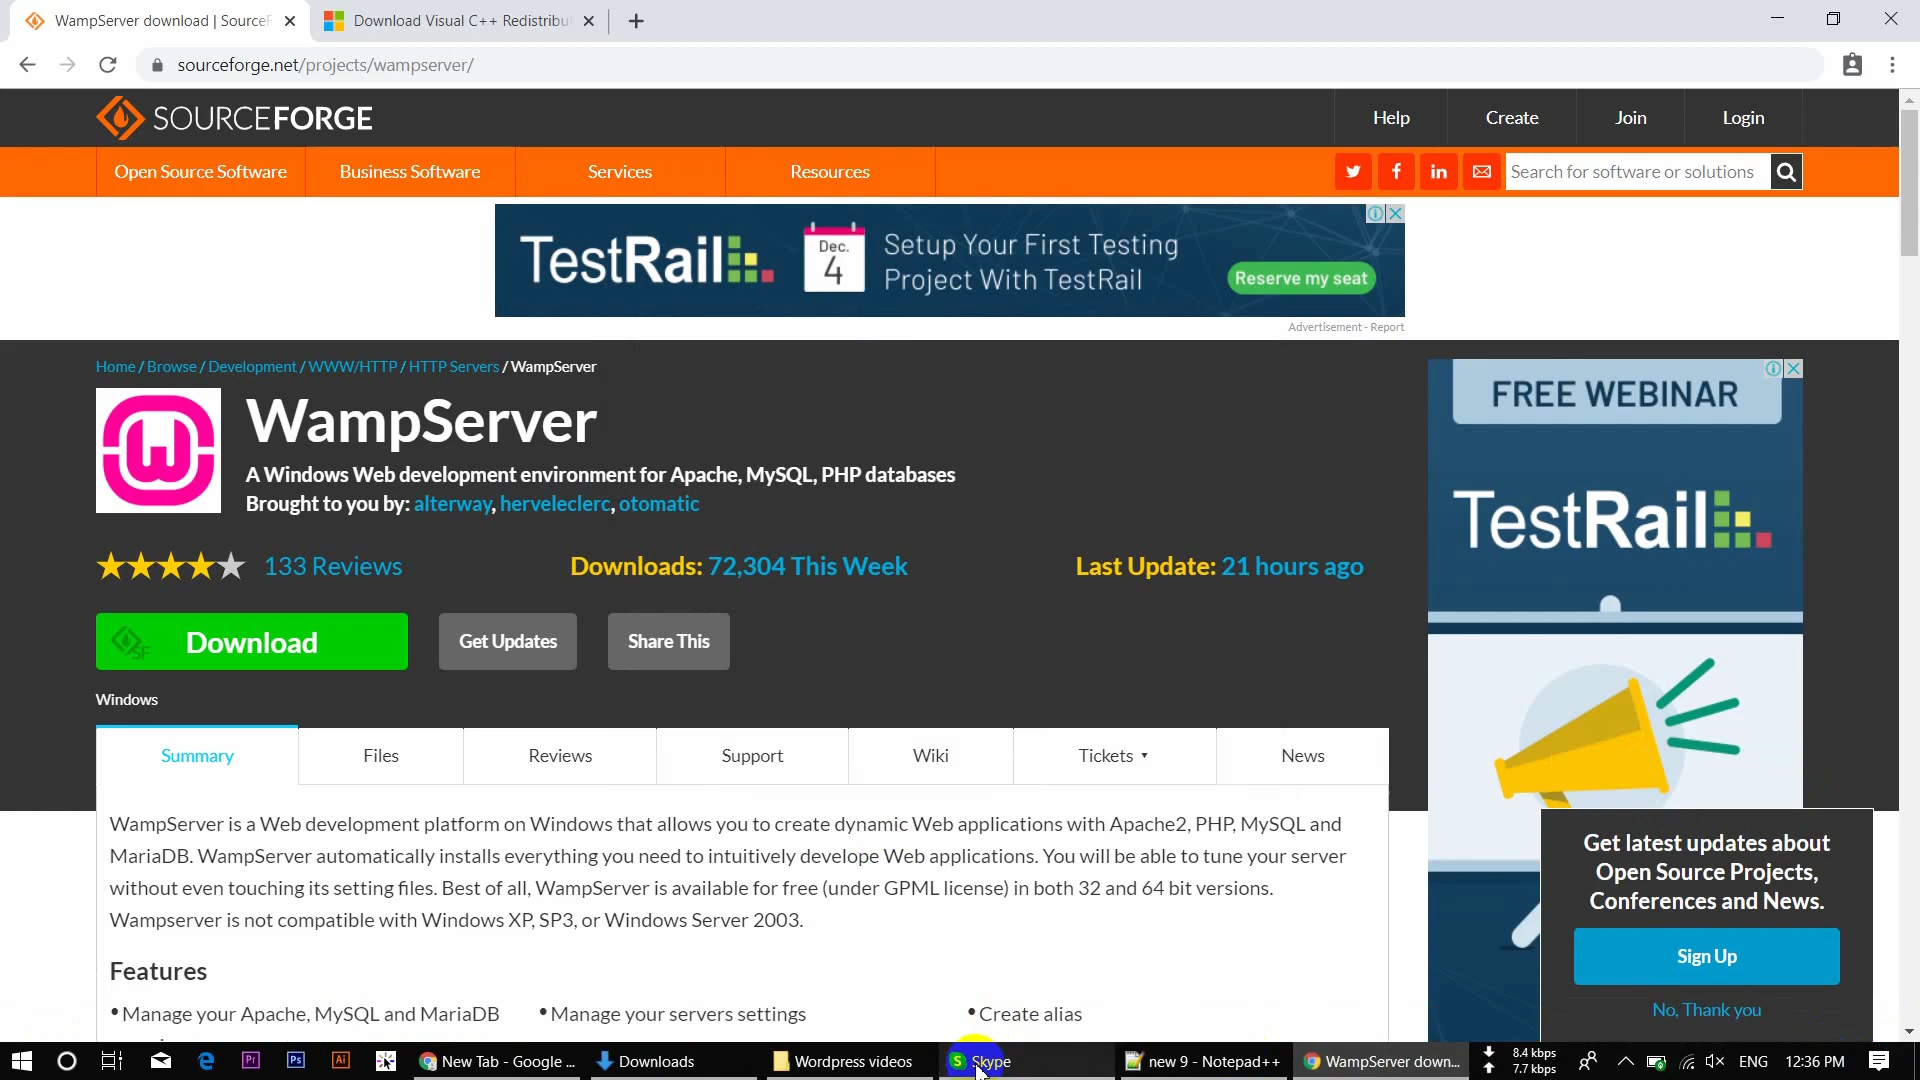 WampServer download | SourceF
Download Visual C++ Redistribu
sourceforge.net/projects/wampserver/
SOURCEFORGE
Help
Create
Join
Login
Open Source Software
Business Software
Services
Resources
Search for software or solutions
TestRail
Dec.
4
Setup Your First Testing
Project With TestRail
Reserve my seat
Advertisement - Report
Home / Browse / Development / WWW/HTTP / HTTP Servers / WampServer
WampServer
A Windows Web development environment for Apache, MySQL, PHP databases
Brought to you by: alterway, herveleclerc, otomatic
133 Reviews
Downloads: 72,304 This Week
Last Update: 21 hours ago
SF
Download
Get Updates
Share This
Windows
Summary
Files
Reviews
Support
Wiki
Tickets
News
WampServer is a Web development platform on Windows that allows you to create dynamic Web applications with Apache2, PHP, MySQL and
MariaDB. WampServer automatically installs everything you need to intuitively develope Web applications. You will be able to tune your server
without even touching its setting files. Best of all, WampServer is available for free (under GPML license) in both 32 and 64 bit versions.
Wampserver is not compatible with Windows XP, SP3, or Windows Server 2003.
Features
• Manage your Apache, MySQL and MariaDB
• Manage your servers settings
• Create alias
FREE WEBINAR
TestRail
Get latest updates about
Open Source Projects,
Conferences and News.
Sign Up
No, Thank you
Pr
Ps
Ai
New Tab - Google ...
Downloads
Wordpress videos
S
Skype
new 9 - Notepad++
WampServer down...
8.4 kbps
7.7 kbps
ENG
12:36 PM